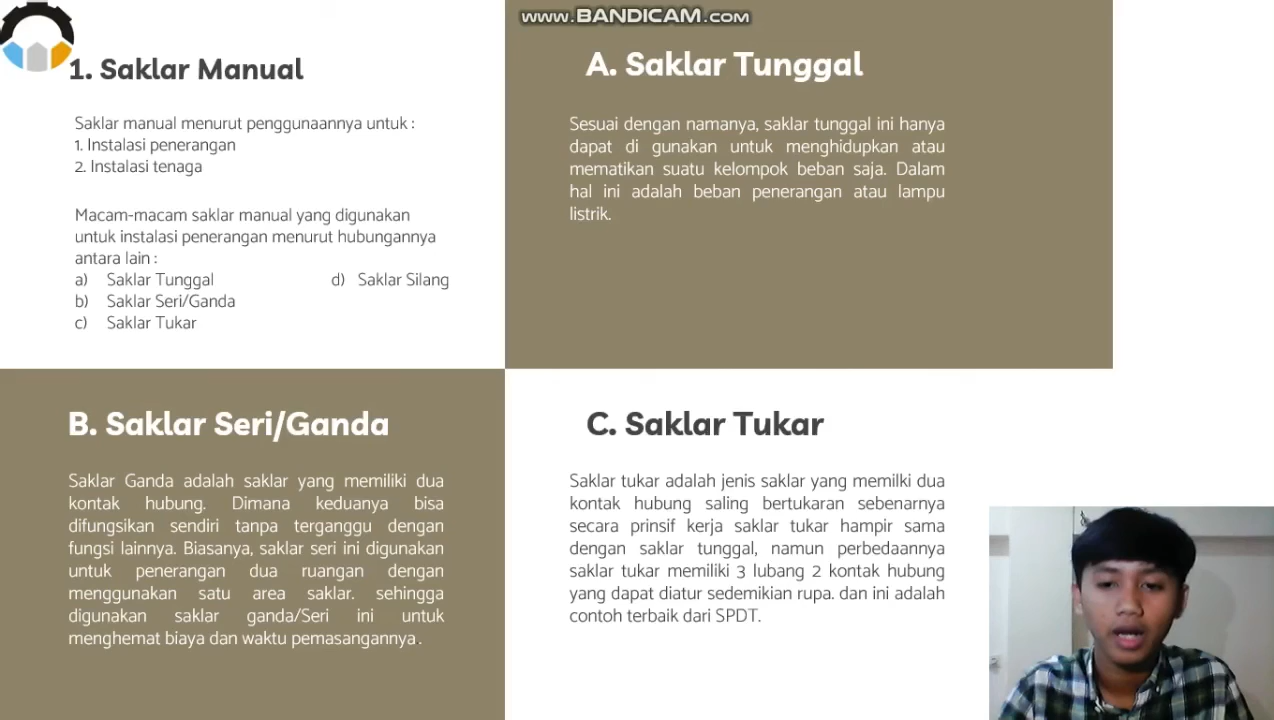 www.BANDICAM.com
1. Saklar Manual
Saklar manual menurut penggunaannya untuk :
1. Instalasi penerangan
2. Instalasi tenaga
Macam-macam saklar manual yang digunakan
untuk instalasi penerangan menurut hubungannya
antara lain :
a) Saklar Tunggal
b) Saklar Seri/Ganda
c) Saklar Tukar
d) Saklar Silang
A. Saklar Tunggal
Sesuai dengan namanya, saklar tunggal ini hanya
dapat di gunakan untuk menghidupkan atau
mematikan suatu kelompok beban saja. Dalam
hal ini adalah beban penerangan atau lampu
listrik.
B. Saklar Seri/Ganda
Saklar Ganda adalah saklar yang memiliki dua
kontak hubung. Dimana keduanya bisa
difungsikan sendiri tanpa terganggu dengan
fungsi lainnya. Biasanya, saklar seri ini digunakan
untuk penerangan dua ruangan dengan
menggunakan satu area saklar. sehingga
digunakan saklar ganda/Seri ini untuk
menghemat biaya dan waktu pemasangannya .
C. Saklar Tukar
Saklar tukar adalah jenis saklar yang memilki dua
kontak hubung saling bertukaran sebenarnya
secara prinsif kerja saklar tukar hampir sama
dengan saklar tunggal, namun perbedaannya
saklar tukar memiliki 3 lubang 2 kontak hubung
yang dapat diatur sedemikian rupa. dan ini adalah
contoh terbaik dari SPDT.